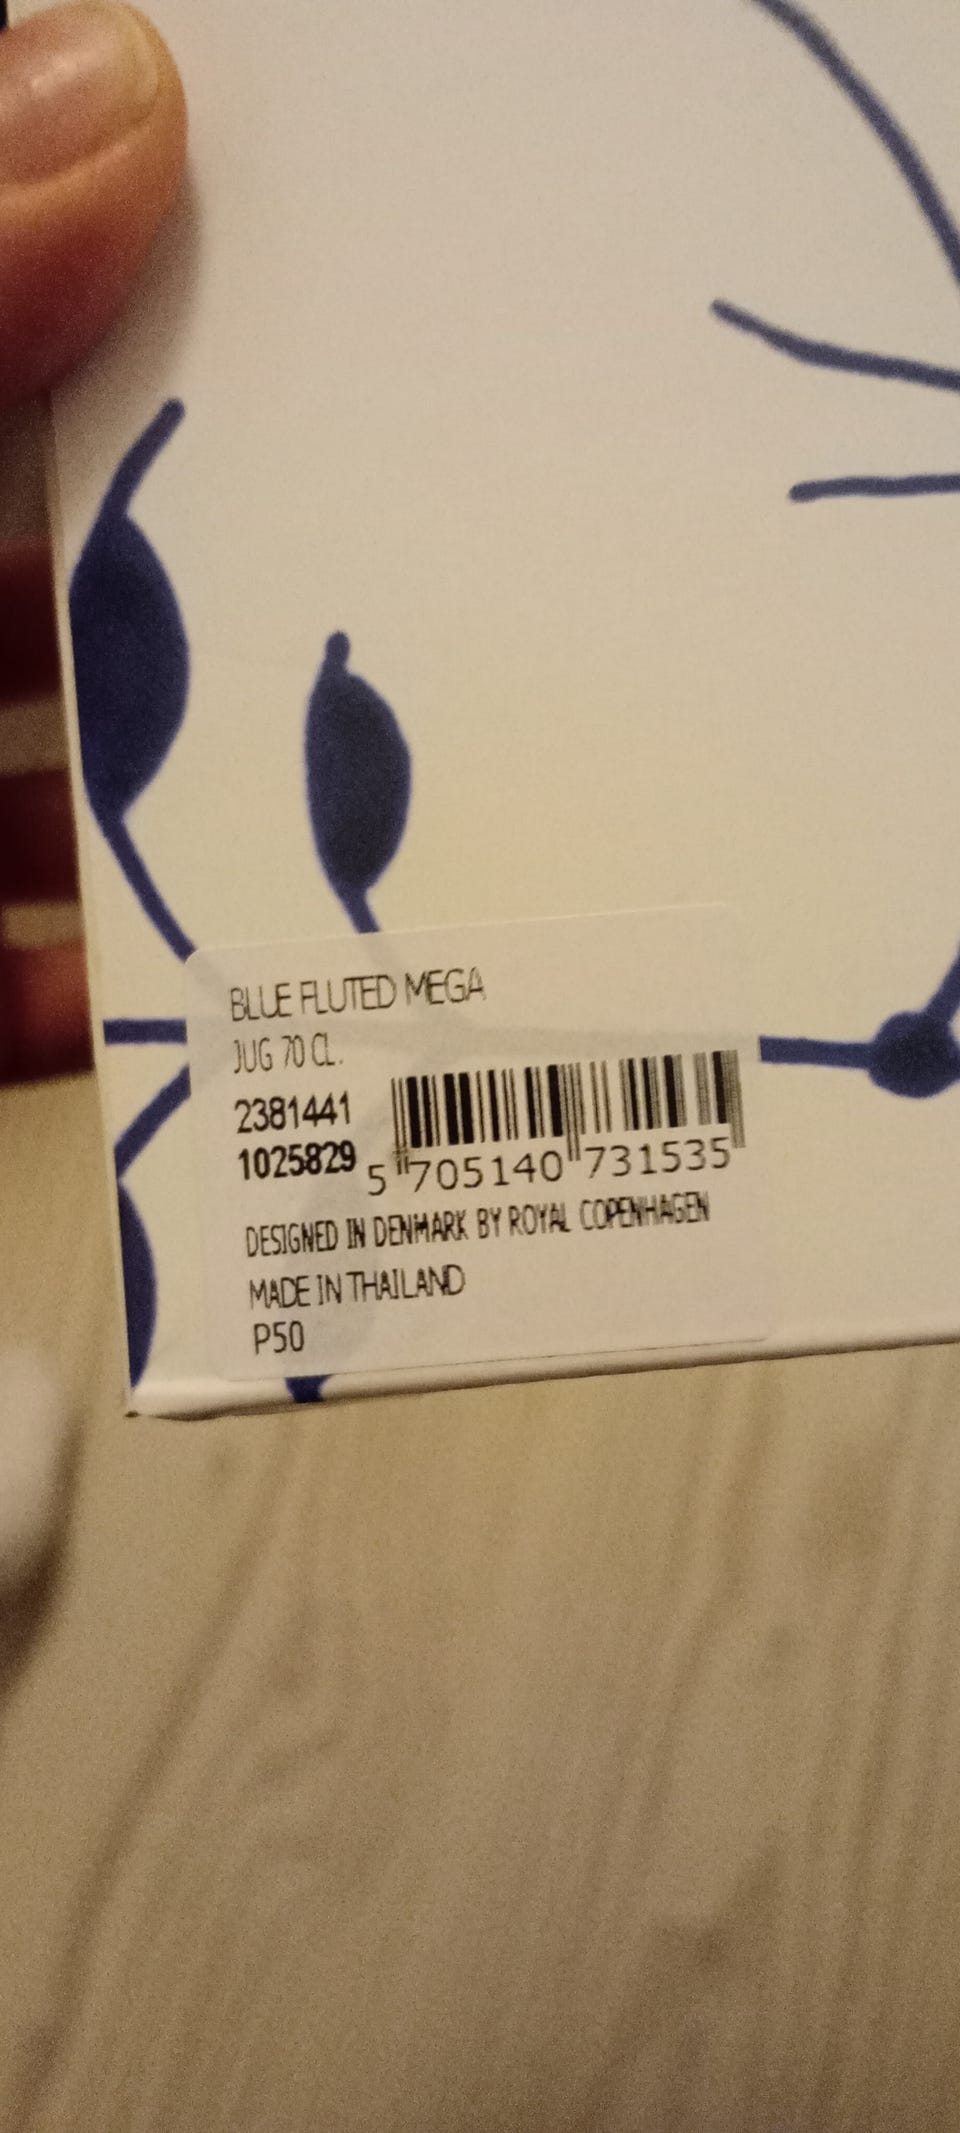 BLUE FLUTED MEGA
JUG 70 CL.
2381441
1025829
5 705140 731535
DESIGNED IN DENMARK BY ROYAL COPENHAGEN
MADE IN THAILAND
P50